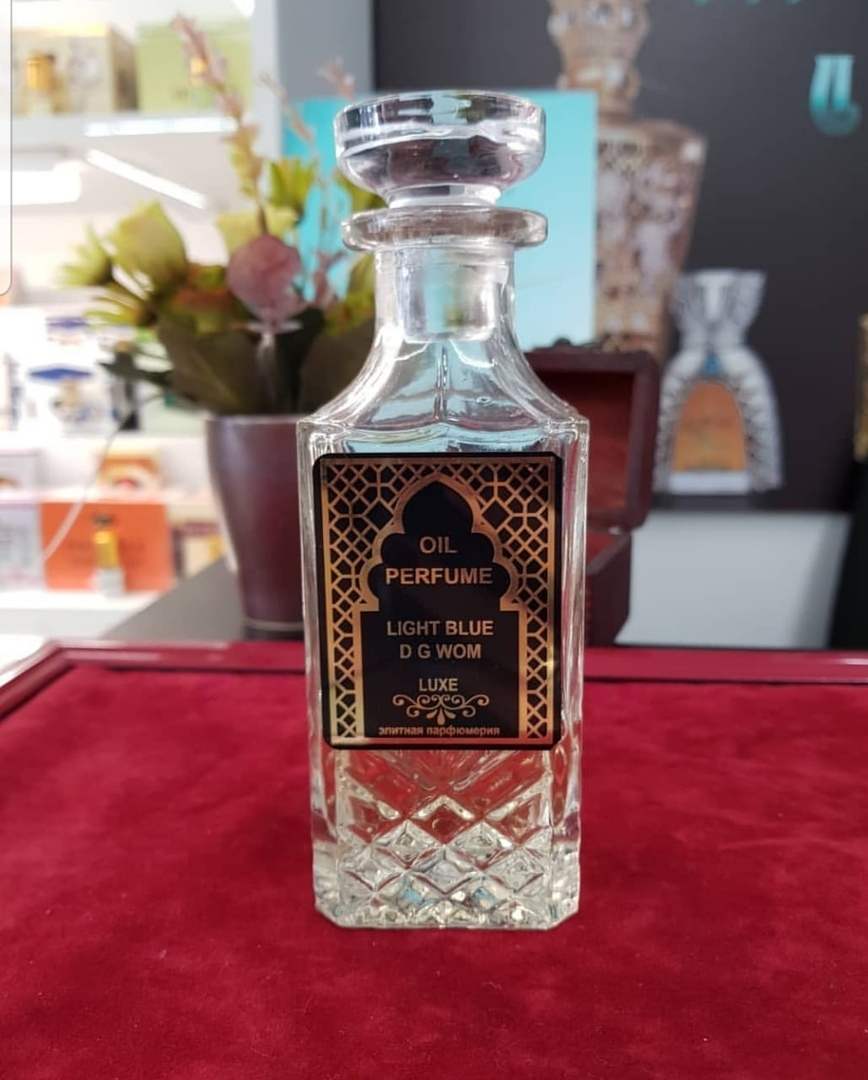 OIL
PERFUME
LIGHT BLUE
D G WOM
LUXE
элитная парфюмерия